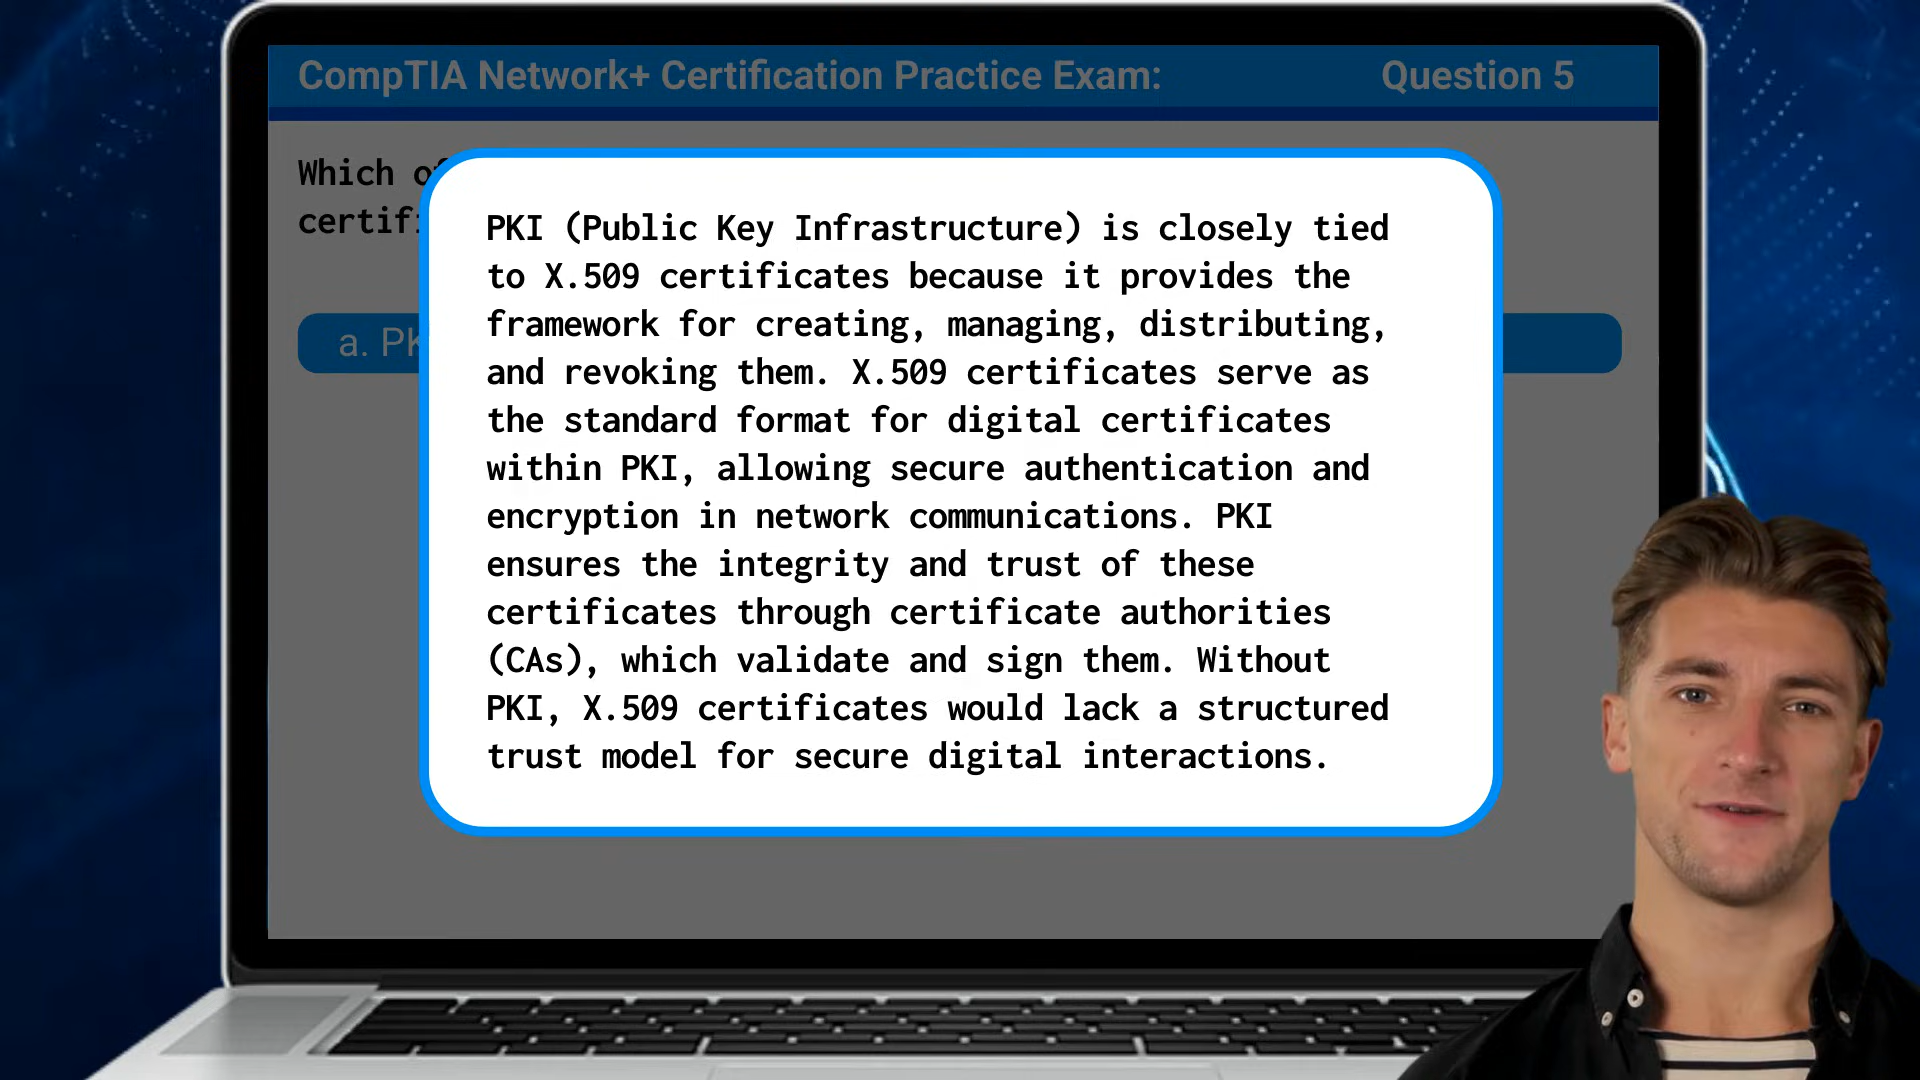 CompTIA Network+ Certification Practice Exam: Question 5
Which
a.
PKI (Public Key Infrastructure) is closely tied
to X.509 certificates because it provides the
framework for creating, managing, distributing,
and revoking them. X.509 certificates serve as
the standard format for digital certificates
within PKI, allowing secure authentication and
encryption in network communications. PKI
ensures the integrity and trust of these
certificates through certificate authorities
(CAs), which validate and sign them. Without
PKI, X.509 certificates would lack a structured
trust model for secure digital interactions.